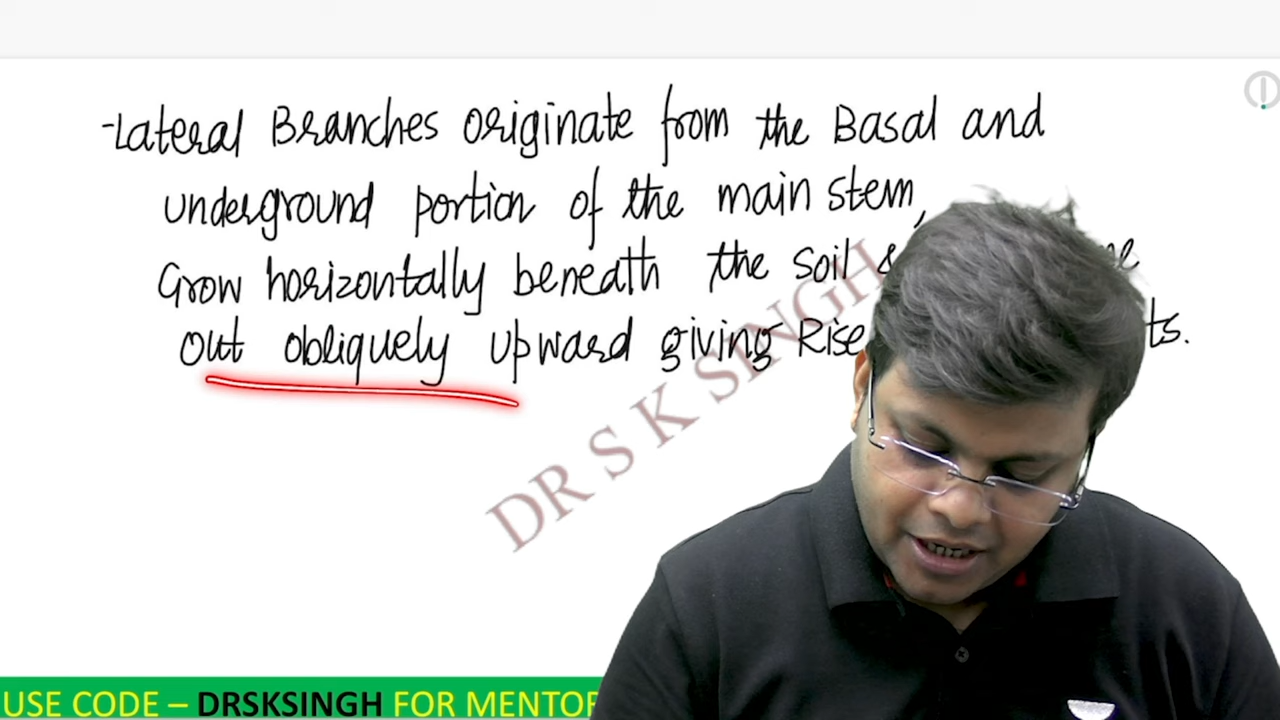 -Lateral Branches originate from the Basal and
underground portion of the main stem,
Grow horizontally beneath the soil
out obliquely upward giving Rise
DR S K SINGH
USE CODE – DRSKSINGH FOR MENTOR